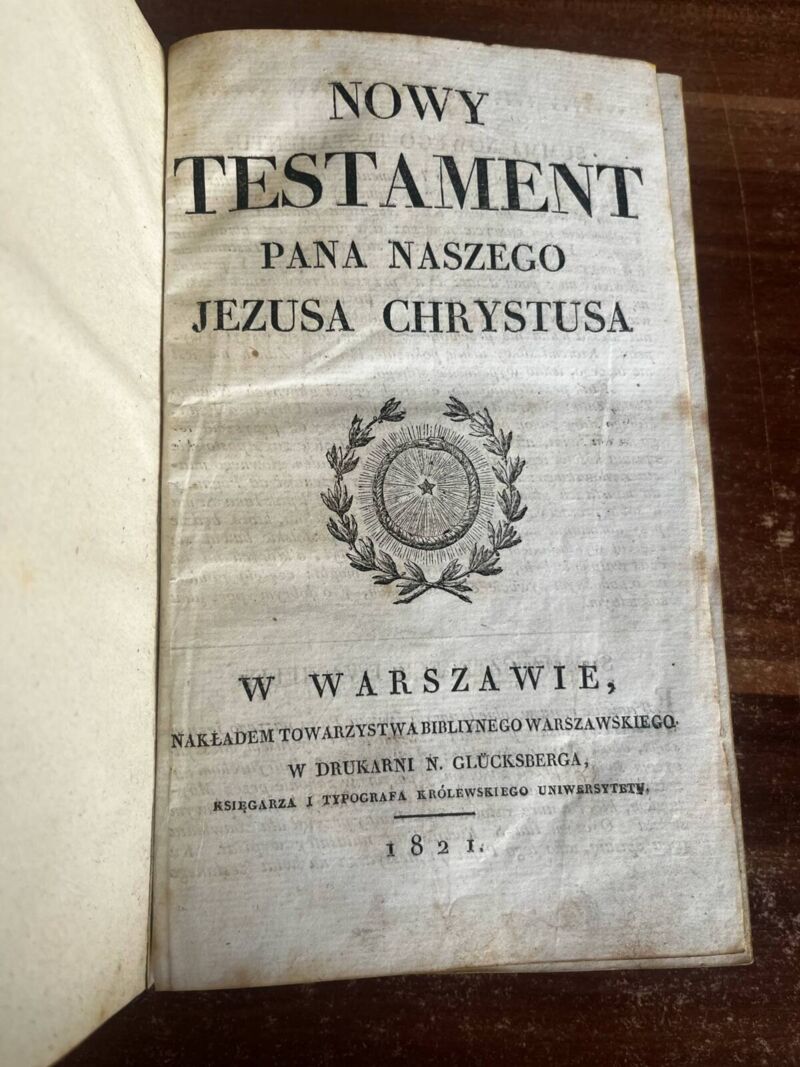 NOWY
TESTAMENT
PANA NASZEGO
JEZUSA CHRYSTUSA
W WARSZAWIE,
NAKŁADEM TOWARZYSTWA BIBLIYNEGO WARSZAWSKIEGO.
W DRUKARNI N. GLÜCKSBERGA,
KSIĘGARZA I TYPOGRAFA KRÓLEWSKIEGO UNIWERSYTETU,
1821.